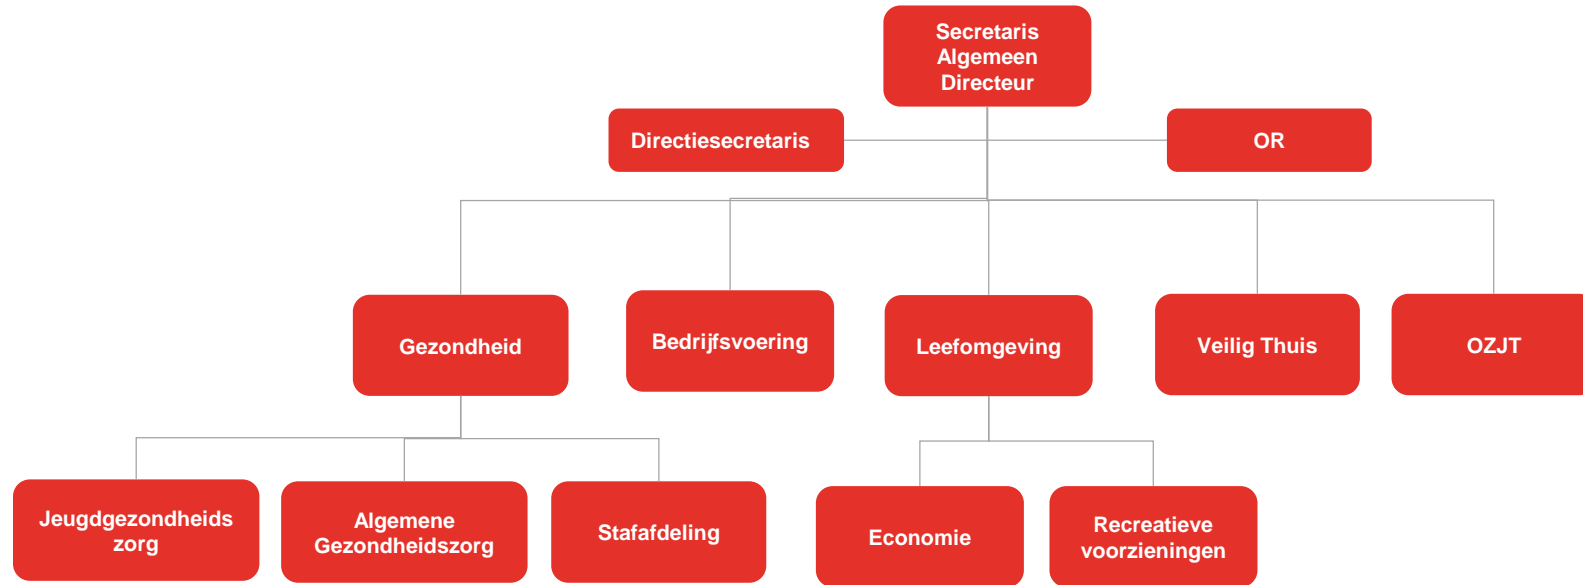 Secretaris
Algemeen
Directeur
Directiesecretaris
OR
Gezondheid
Bedrijfsvoering
Leefomgeving
Veilig Thuis
OZJT
Jeugdgezondheids
zorg
Algemene
Gezondheidszorg
Stafafdeling
Economie
Recreatieve
voorzieningen